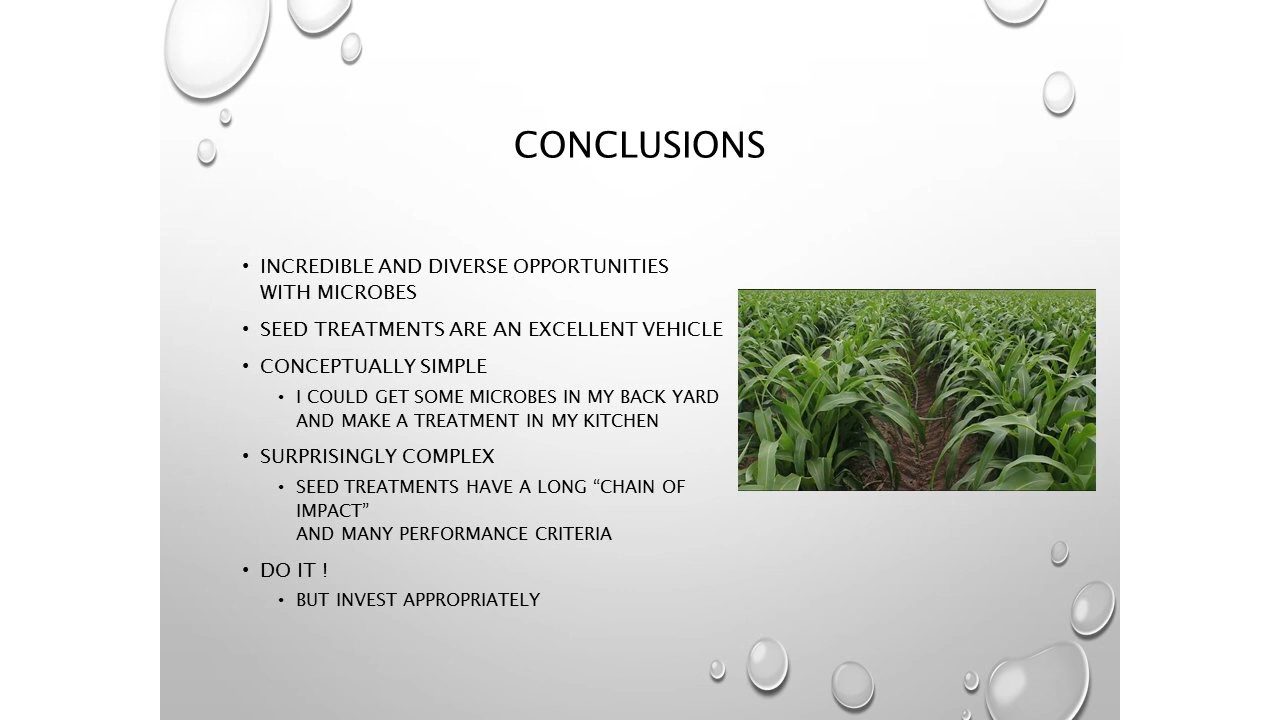 CONCLUSIONS
• INCREDIBLE AND DIVERSE OPPORTUNITIES
WITH MICROBES
• SEED TREATMENTS ARE AN EXCELLENT VEHICLE
• CONCEPTUALLY SIMPLE
• I COULD GET SOME MICROBES IN MY BACK YARD
AND MAKE A TREATMENT IN MY KITCHEN
• SURPRISINGLY COMPLEX
• SEED TREATMENTS HAVE A LONG “CHAIN OF
IMPACT”
AND MANY PERFORMANCE CRITERIA
• DO IT !
• BUT INVEST APPROPRIATELY